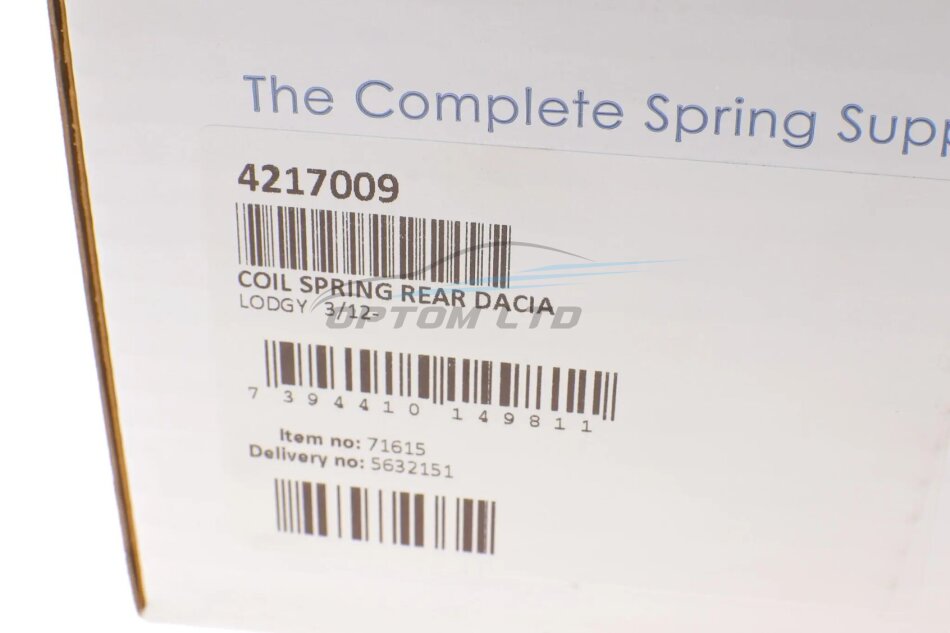 The Complete Spring Supp
4217009
COIL SPRING REAR DACIA
LODGY 3/12-
OPTOM LTD
7 394410 149811
Item no: 71615
Delivery no: 5632151